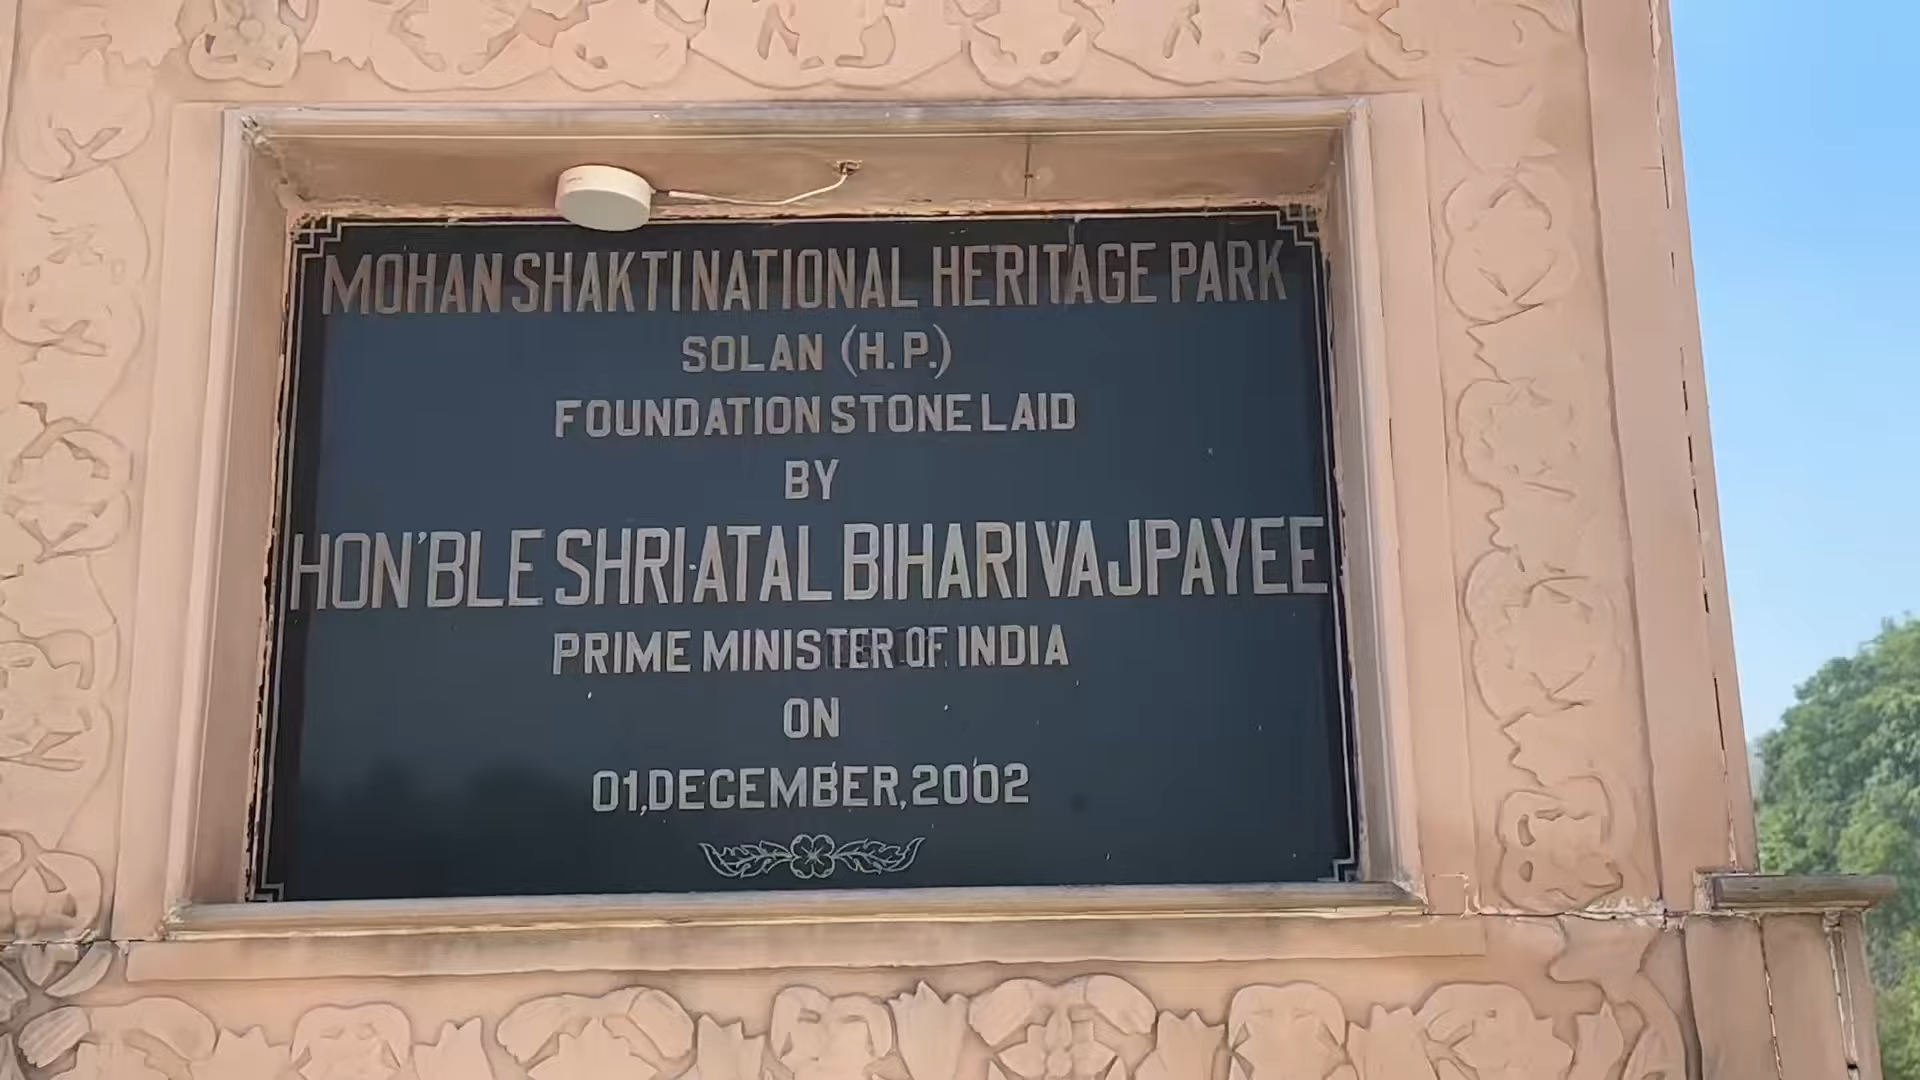 MOHAN SHAKTI NATIONAL HERITAGE PARK
SOLAN (H.P.)
FOUNDATION STONE LAID
BY
HON'BLE SHRI ATAL BIHARI VAJPAYEE
PRIME MINISTER OF INDIA
ON
01,DECEMBER,2002